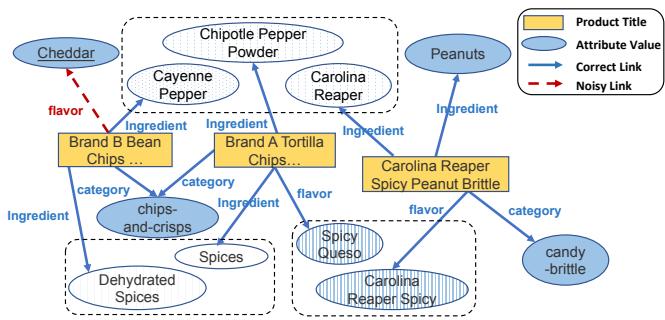 Product Title
Attribute Value
Correct Link
Noisy Link
Cheddar
Chipotle Pepper
Powder
Peanuts
Cayenne
Pepper
Carolina
Reaper
flavor
Ingredient
Ingredient
Ingredient
Ingredient
Brand B Bean
Chips ...
Brand A Tortilla
Chips...
Carolina Reaper
Spicy Peanut Brittle
category
category
Ingredient
Ingredient
flavor
flavor
category
chips-
and-crisps
Spices
Spicy
Queso
candy
-brittle
Dehydrated
Spices
Carolina
Reaper Spicy